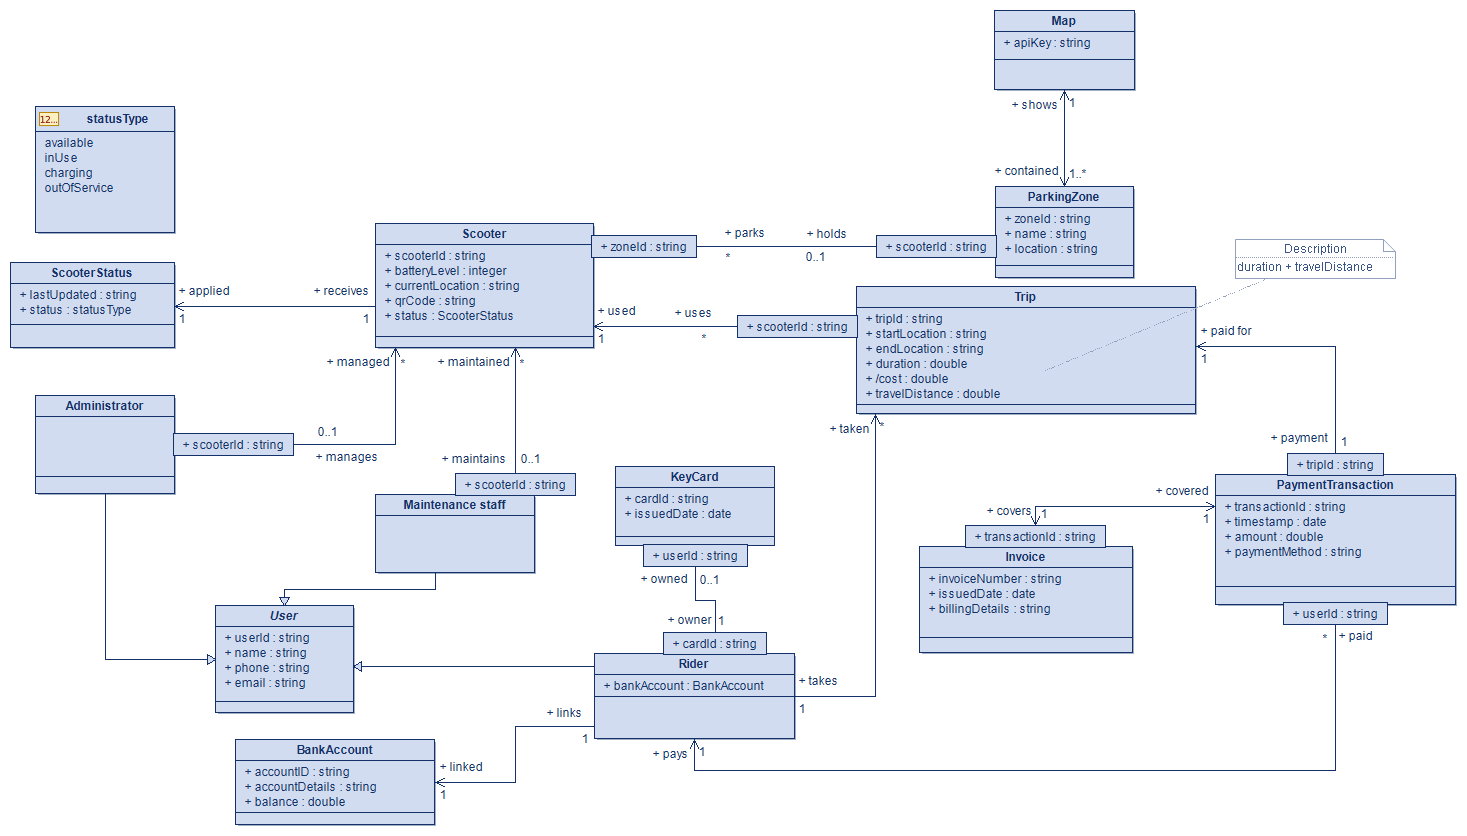 Map
+ apiKey : string
+ shows
1
+ contained
1..*
12...
statusType
available
inUse
charging
outOfService
ParkingZone
+ zoneId : string
+ name : string
+ location : string
Scooter
+ scooterId : string
+ batteryLevel : integer
+ currentLocation : string
+ qrCode : string
+ status : ScooterStatus
+ zoneId : string
+ parks
*
+ holds
0..1
+ scooterId : string
Description
duration + travelDistance
ScooterStatus
+ lastUpdated : string
+ status : statusType
+ applied
1
+ receives
1
+ used
1
+ uses
*
+ scooterId : string
Trip
+ tripId : string
+ startLocation : string
+ endLocation : string
+ duration : double
+ /cost : double
+ travelDistance : double
+ paid for
1
+ managed
*
+ maintained
*
Administrator
+ scooterId : string
0..1
+ manages
+ maintains
0..1
+ scooterId : string
Maintenance staff
+ taken
*
+ payment
1
+ tripId : string
PaymentTransaction
+ transactionId : string
+ timestamp : date
+ amount : double
+ paymentMethod : string
+ userId : string
*
+ paid
KeyCard
+ cardId : string
+ issuedDate : date
+ userId : string
+ owned
0..1
+ owner
1
+ cardId : string
+ covered
1
+ covers
1
+ transactionId : string
Invoice
+ invoiceNumber : string
+ issuedDate : date
+ billingDetails : string
User
+ userId : string
+ name : string
+ phone : string
+ email : string
Rider
+ bankAccount : BankAccount
+ takes
1
+ links
1
+ pays
1
BankAccount
+ accountID : string
+ accountDetails : string
+ balance : double
+ linked
1